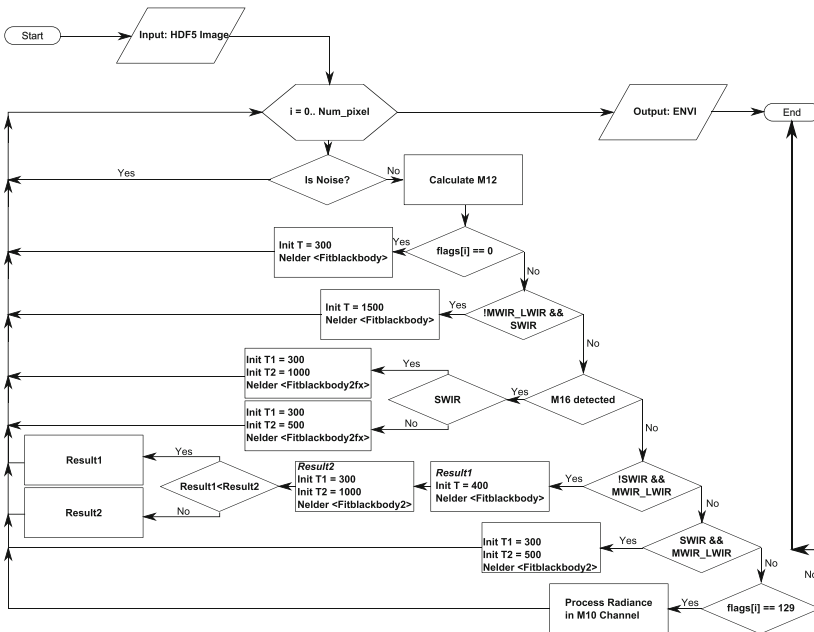 Start
Input: HDF5 Image
i = 0.. Num_pixel
Output: ENVI
End
Yes
Is Noise?
No
Calculate M12
Init T = 300
Nelder <Fitblackbody>
Yes
flags[i] == 0
No
Init T = 1500
Nelder <Fitblackbody>
Yes
!MWIR_LWIR &&
SWIR
No
Init T1 = 300
Init T2 = 1000
Nelder <Fitblackbody2fx>
Yes
SWIR
Yes
M16 detected
No
Init T1 = 300
Init T2 = 500
Nelder <Fitblackbody2fx>
No
Result1
Yes
Result1<Result2
No
Result2
Result2
Init T1 = 300
Init T2 = 1000
Nelder <Fitblackbody2>
Result1
Init T = 400
Nelder <Fitblackbody>
Yes
!SWIR &&
MWIR_LWIR
No
Init T1 = 300
Init T2 = 500
Nelder <Fitblackbody2>
Yes
SWIR &&
MWIR_LWIR
No
Process Radiance
in M10 Channel
Yes
flags[i] == 129